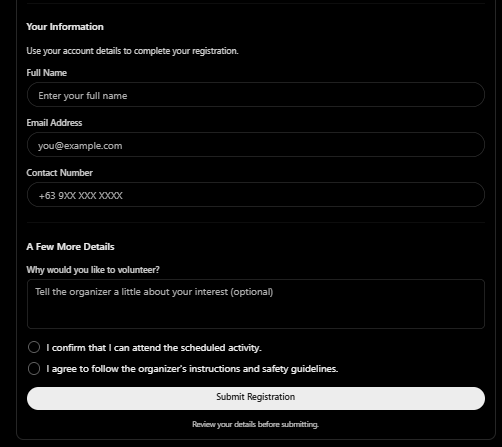 Your Information
Use your account details to complete your registration.
Full Name
Enter your full name
Email Address
you@example.com
Contact Number
+63 9XX XXX XXXX
A Few More Details
Why would you like to volunteer?
Tell the organizer a little about your interest (optional)
I confirm that I can attend the scheduled activity.
I agree to follow the organizer's instructions and safety guidelines.
Submit Registration
Review your details before submitting.